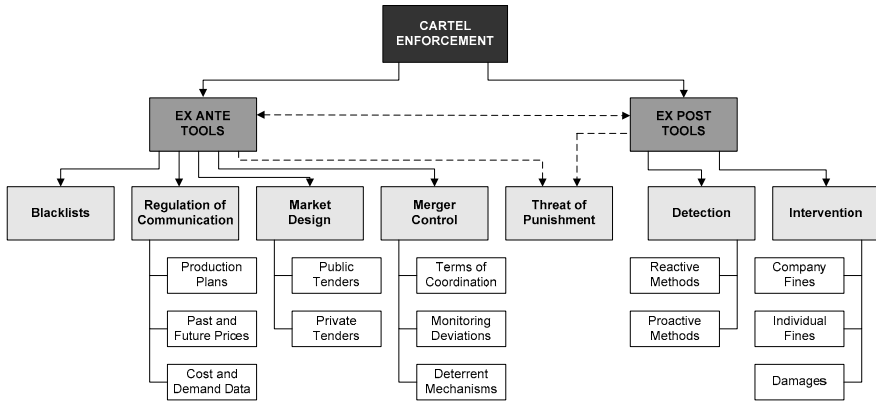 CARTEL
ENFORCEMENT
EX ANTE
TOOLS
EX POST
TOOLS
Blacklists
Regulation of
Communication
Market
Design
Merger
Control
Threat of
Punishment
Detection
Intervention
Production
Plans
Public
Tenders
Terms of
Coordination
Reactive
Methods
Company
Fines
Past and
Future Prices
Private
Tenders
Monitoring
Deviations
Proactive
Methods
Individual
Fines
Cost and
Demand Data
Deterrent
Mechanisms
Damages